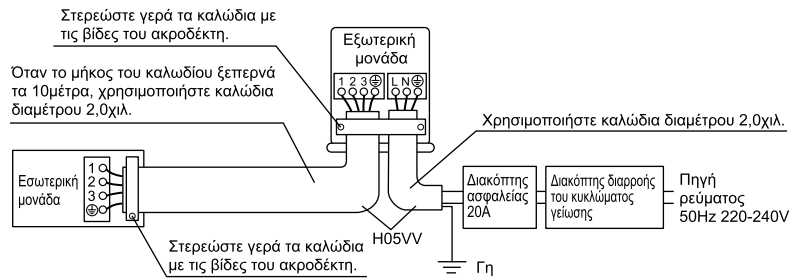 Στερεώστε γερά τα καλώδια με
τις βίδες του ακροδέκτη.
Εξωτερική
μονάδα
1 2 3
L N
Όταν το μήκος του καλωδίου ξεπερνά
τα 10μέτρα, χρησιμοποιήστε καλώδια
διαμέτρου 2,0χιλ.
Χρησιμοποιήστε καλώδια διαμέτρου 2,0χιλ.
Εσωτερική
μονάδα
1
2
3
Διακόπτης
ασφαλείας
20A
Διακόπτης διαρροής
του κυκλώματος
γείωσης
Πηγή
ρεύματος
50Hz 220-240V
H05VV
Στερεώστε γερά τα καλώδια
με τις βίδες του ακροδέκτη.
Γη